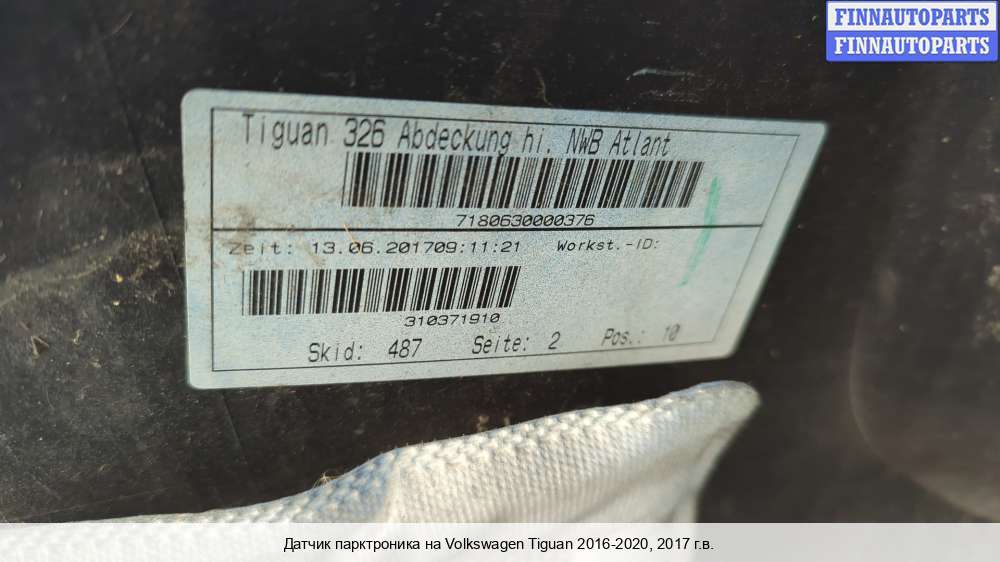 FINNAUTOPARTS
FINNAUTOPARTS
Tiguan 326 Abdeckung hi. NWB Atlant
7180630000376
Zeit: 13.06.201709:11:21 Workst.-ID:
310371910
Skid: 487 Seite: 2 Pos.: 10
Датчик парктроника на Volkswagen Tiguan 2016-2020, 2017 г.в.